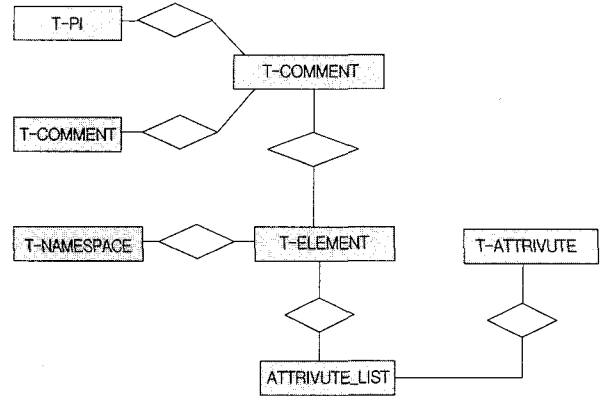 T-PI
T-COMMENT
T-COMMENT
T-NAMESPACE
T-ELEMENT
T-ATTRIVUTE
ATTRIVUTE_LIST